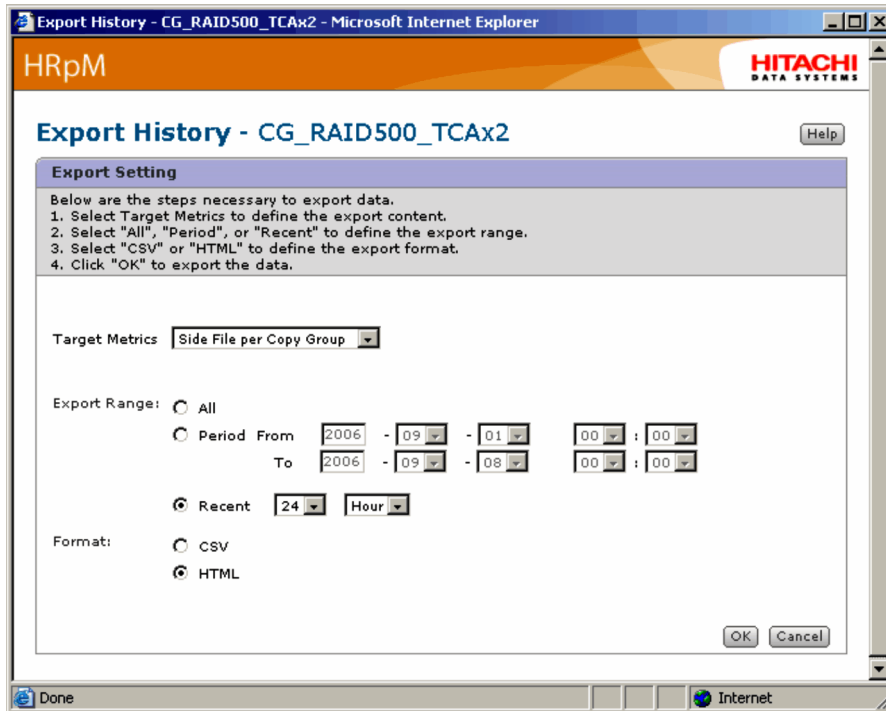 Export History - CG_RAID500_TCAx2 - Microsoft Internet Explorer
HRpM
HITACHI
DATA SYSTEMS
Export History - CG_RAID500_TCAx2
Help
Export Setting
Below are the steps necessary to export data.
1. Select Target Metrics to define the export content.
2. Select "All", "Period", or "Recent" to define the export range.
3. Select "CSV" or "HTML" to define the export format.
4. Click "OK" to export the data.
Target Metrics Side File per Copy Group
Export Range: All
Period From 2006 - 09 - 01 00 : 00
To 2006 - 09 - 08 00 : 00
Recent 24 Hour
Format: CSV
HTML
OK Cancel
Done Internet